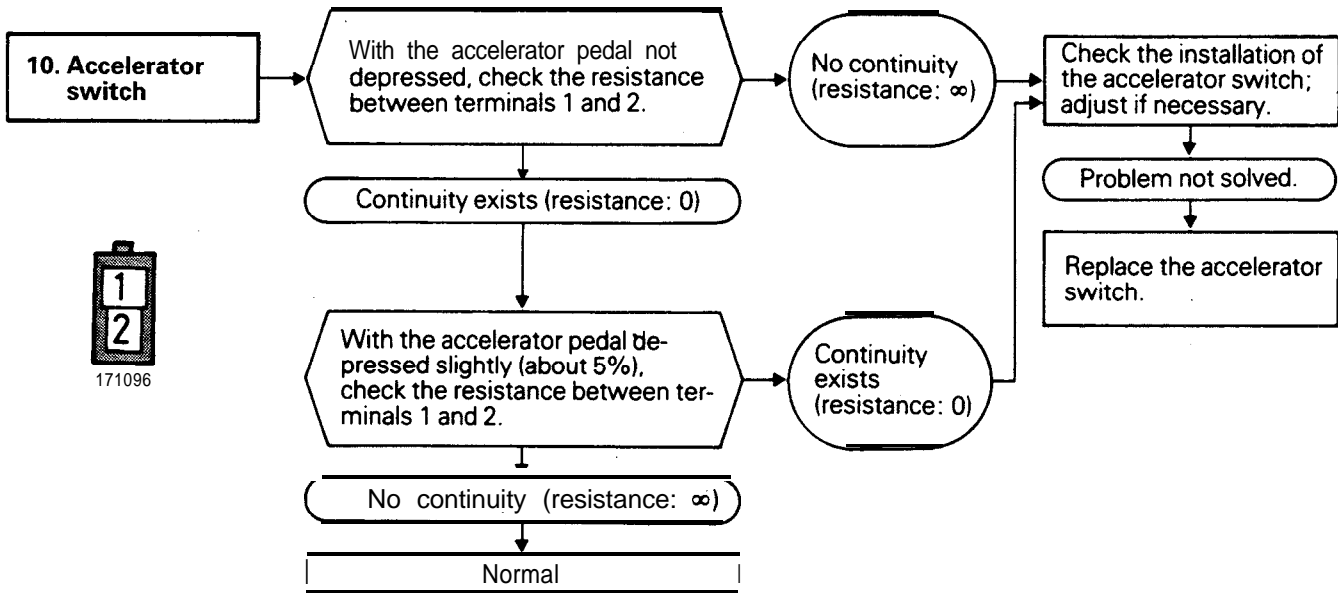 10. Accelerator
switch
With the accelerator pedal not
depressed, check the resistance
between terminals 1 and 2.
No continuity
(resistance: ∞)
Check the installation of
the accelerator switch;
adjust if necessary.
Problem not solved.
Replace the accelerator
switch.
Continuity exists (resistance: 0)
1
2
171096
With the accelerator pedal de-
pressed slightly (about 5%),
check the resistance between ter-
minals 1 and 2.
Continuity
exists
(resistance: 0)
No continuity (resistance: ∞)
Normal